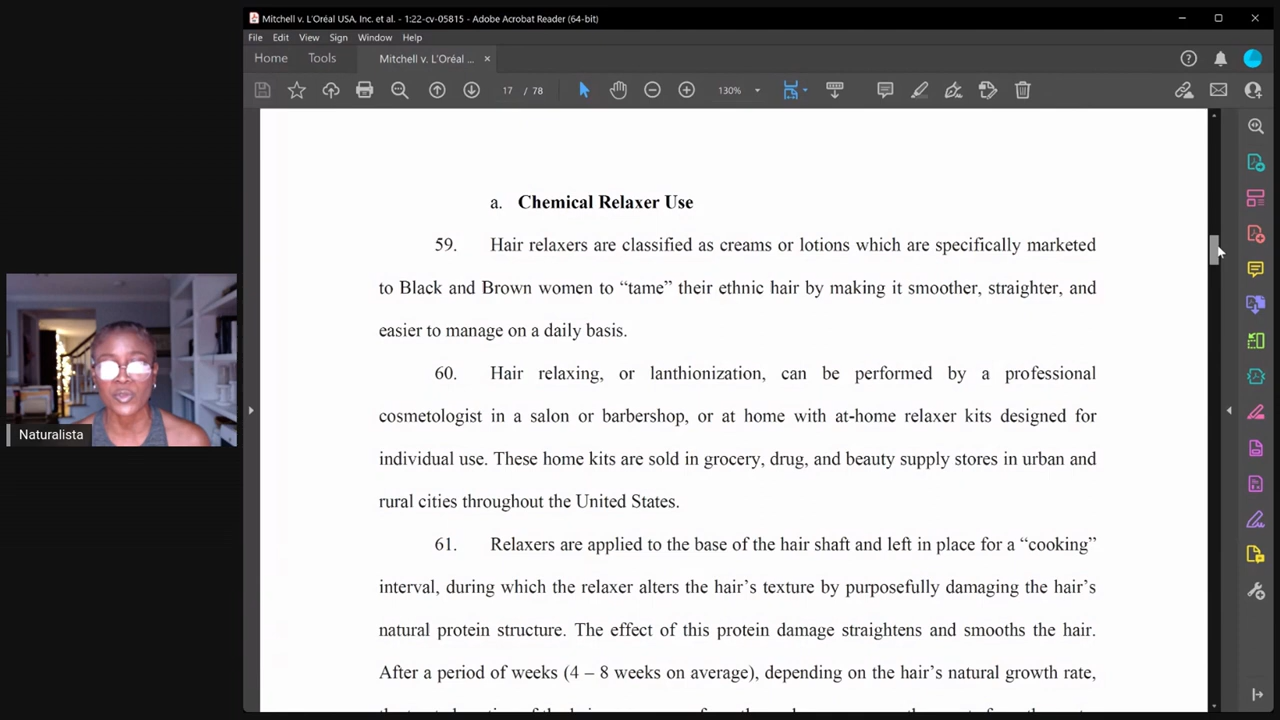 Mitchell v. L'Oréal USA, Inc. et al. - 1:22-cv-05815 - Adobe Acrobat Reader (64-bit)
File Edit View Sign Window Help
Home Tools Mitchell v. L'Oréal ... ×
17 / 78 130%
a. Chemical Relaxer Use
59. Hair relaxers are classified as creams or lotions which are specifically marketed
to Black and Brown women to “tame” their ethnic hair by making it smoother, straighter, and
easier to manage on a daily basis.
60. Hair relaxing, or lanthionization, can be performed by a professional
cosmetologist in a salon or barbershop, or at home with at-home relaxer kits designed for
individual use. These home kits are sold in grocery, drug, and beauty supply stores in urban and
rural cities throughout the United States.
61. Relaxers are applied to the base of the hair shaft and left in place for a “cooking”
interval, during which the relaxer alters the hair’s texture by purposefully damaging the hair’s
natural protein structure. The effect of this protein damage straightens and smooths the hair.
After a period of weeks (4 – 8 weeks on average), depending on the hair’s natural growth rate,
Naturalista